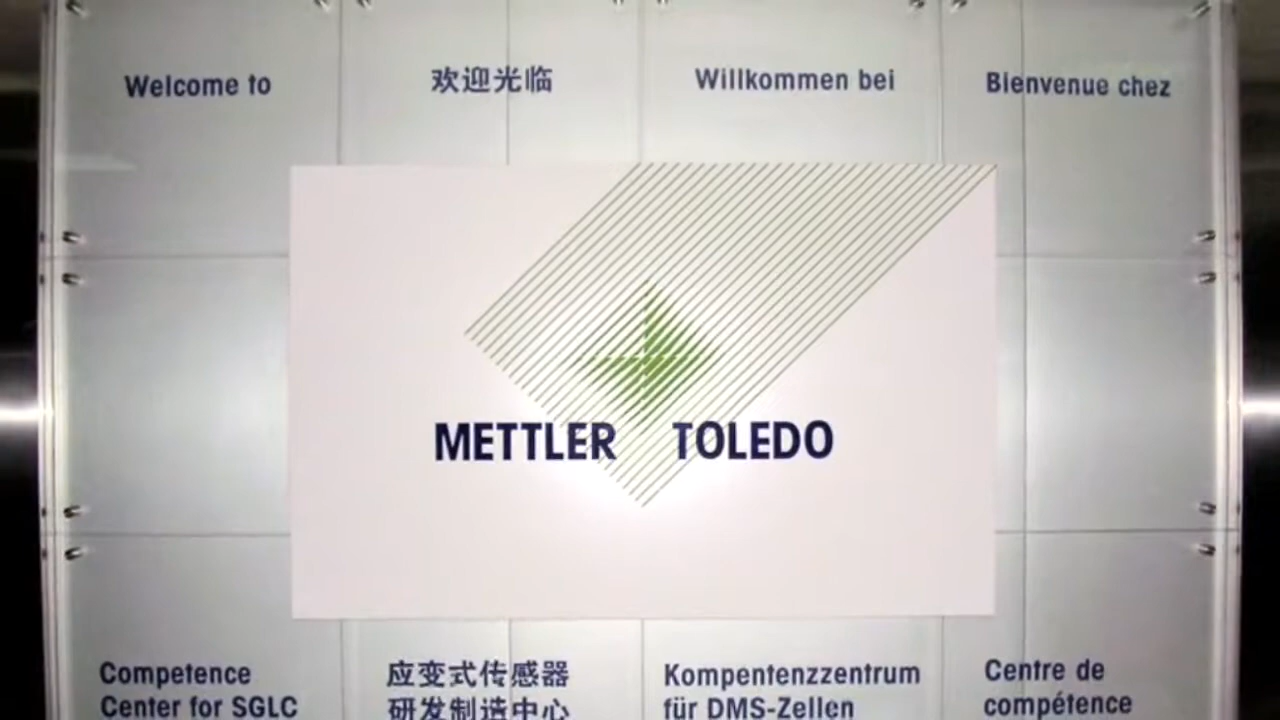 Welcome to
欢迎光临
Willkommen bei
Bienvenue chez
METTLER TOLEDO
Competence
Center for SGLC
应变式传感器
研发制造中心
Kompentenzzentrum
für DMS-Zellen
Centre de
compétence